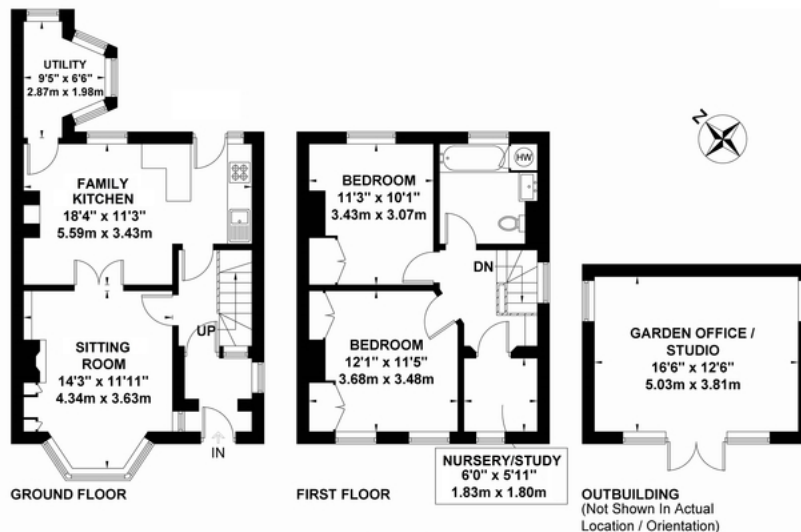 UTILITY
9'5" x 6'6"
2.87m x 1.98m
FAMILY
KITCHEN
18'4" x 11'3"
5.59m x 3.43m
SITTING
ROOM
14'3" x 11'11"
4.34m x 3.63m
UP
IN
GROUND FLOOR
BEDROOM
11'3" x 10'1"
3.43m x 3.07m
HW
DN
BEDROOM
12'1" x 11'5"
3.68m x 3.48m
NURSERY/STUDY
6'0" x 5'11"
1.83m x 1.80m
FIRST FLOOR
N
GARDEN OFFICE /
STUDIO
16'6" x 12'6"
5.03m x 3.81m
OUTBUILDING
(Not Shown In Actual
Location / Orientation)